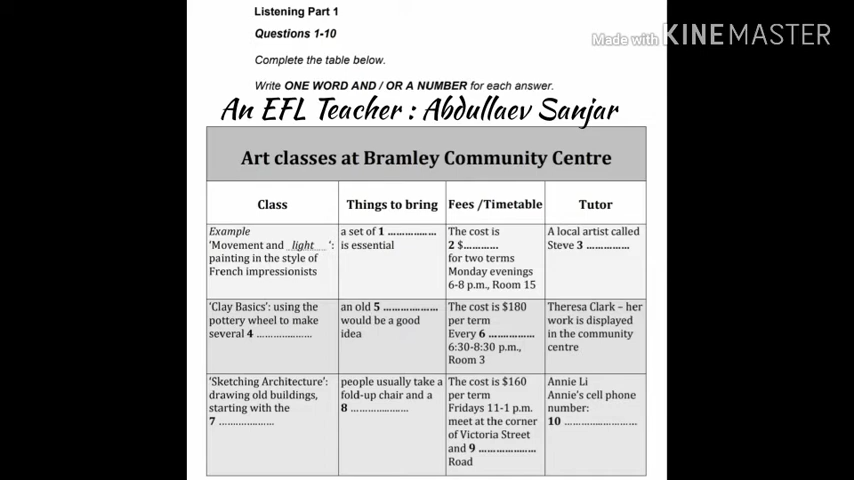 Listening Part 1
Made with KINEMASTER
Questions 1-10
Complete the table below.
Write ONE WORD AND / OR A NUMBER for each answer.
An EFL Teacher : Abdullaev Sanjar
Art classes at Bramley Community Centre
Class
Things to bring
Fees /Timetable
Tutor
Example
'Movement and light ':
painting in the style of
French impressionists
a set of 1 ................
is essential
The cost is
2 $...........
for two terms
Monday evenings
6-8 p.m., Room 15
A local artist called
Steve 3 ..............
'Clay Basics': using the
pottery wheel to make
several 4 ..................
an old 5 ..................
would be a good
idea
The cost is $180
per term
Every 6 ..................
6:30-8:30 p.m.,
Room 3
Theresa Clark – her
work is displayed
in the community
centre
'Sketching Architecture':
drawing old buildings,
starting with the
7 ..................
people usually take a
fold-up chair and a
8 ......................
The cost is $160
per term
Fridays 11-1 p.m.
meet at the corner
of Victoria Street
and 9 ...................
Road
Annie Li
Annie's cell phone
number:
10 ........................